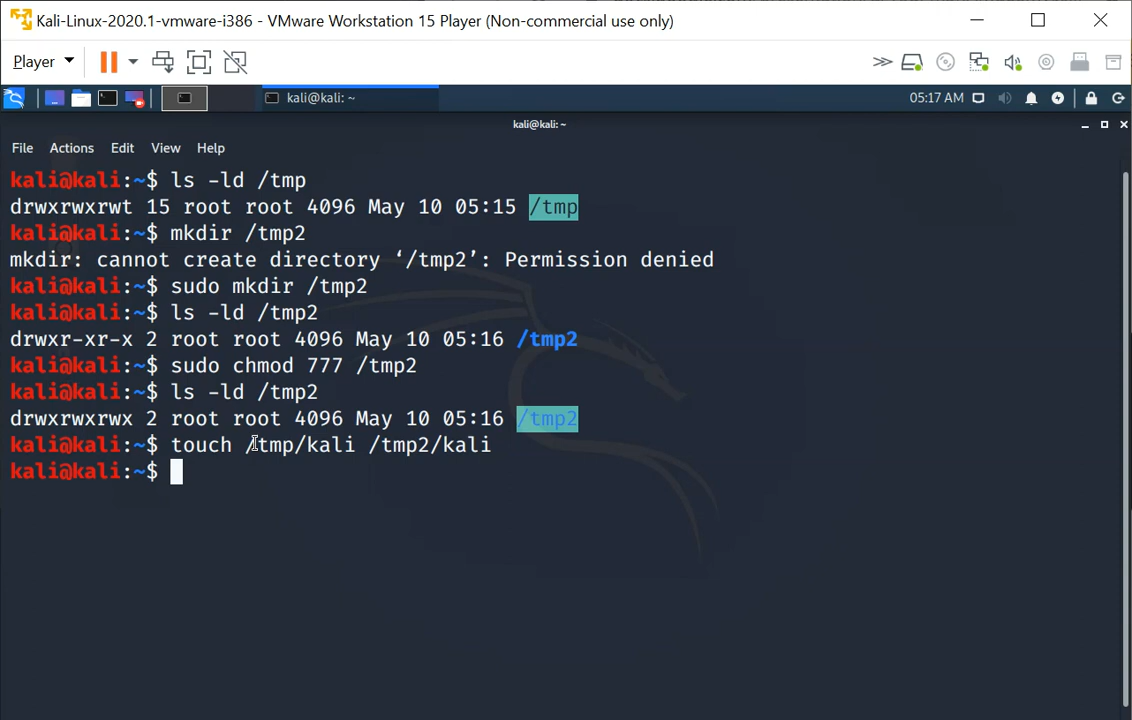 Kali-Linux-2020.1-vmware-i386 - VMware Workstation 15 Player (Non-commercial use only)
Player
kali@kali: ~
05:17 AM
kali@kali:~
File Actions Edit View Help
kali@kali:~$ ls -ld /tmp
drwxrwxrwt 15 root root 4096 May 10 05:15 /tmp
kali@kali:~$ mkdir /tmp2
mkdir: cannot create directory ‘/tmp2’: Permission denied
kali@kali:~$ sudo mkdir /tmp2
kali@kali:~$ ls -ld /tmp2
drwxr-xr-x 2 root root 4096 May 10 05:16 /tmp2
kali@kali:~$ sudo chmod 777 /tmp2
kali@kali:~$ ls -ld /tmp2
drwxrwxrwx 2 root root 4096 May 10 05:16 /tmp2
kali@kali:~$ touch /tmp/kali /tmp2/kali
kali@kali:~$